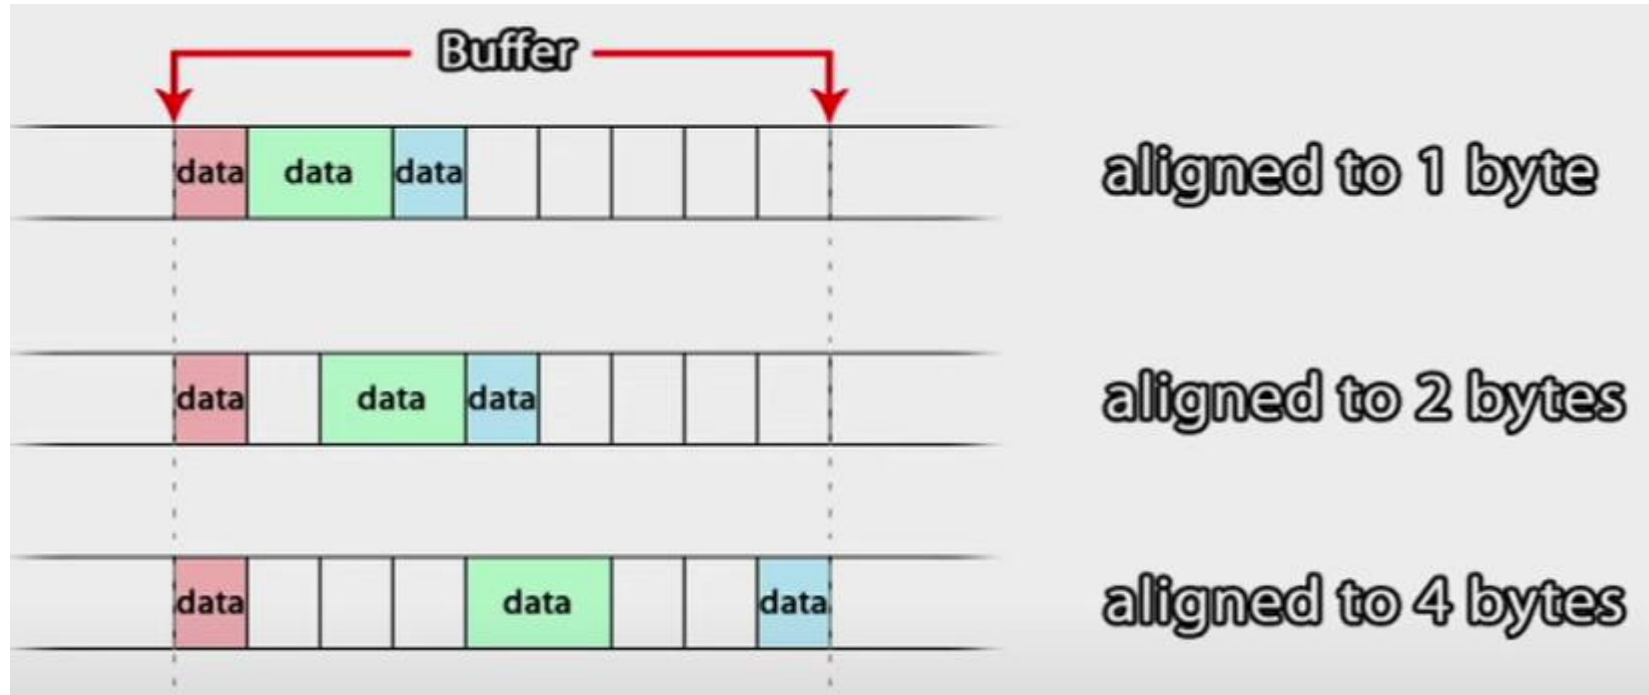 Buffer
data data data aligned to 1 byte
data data data aligned to 2 bytes
data data data aligned to 4 bytes